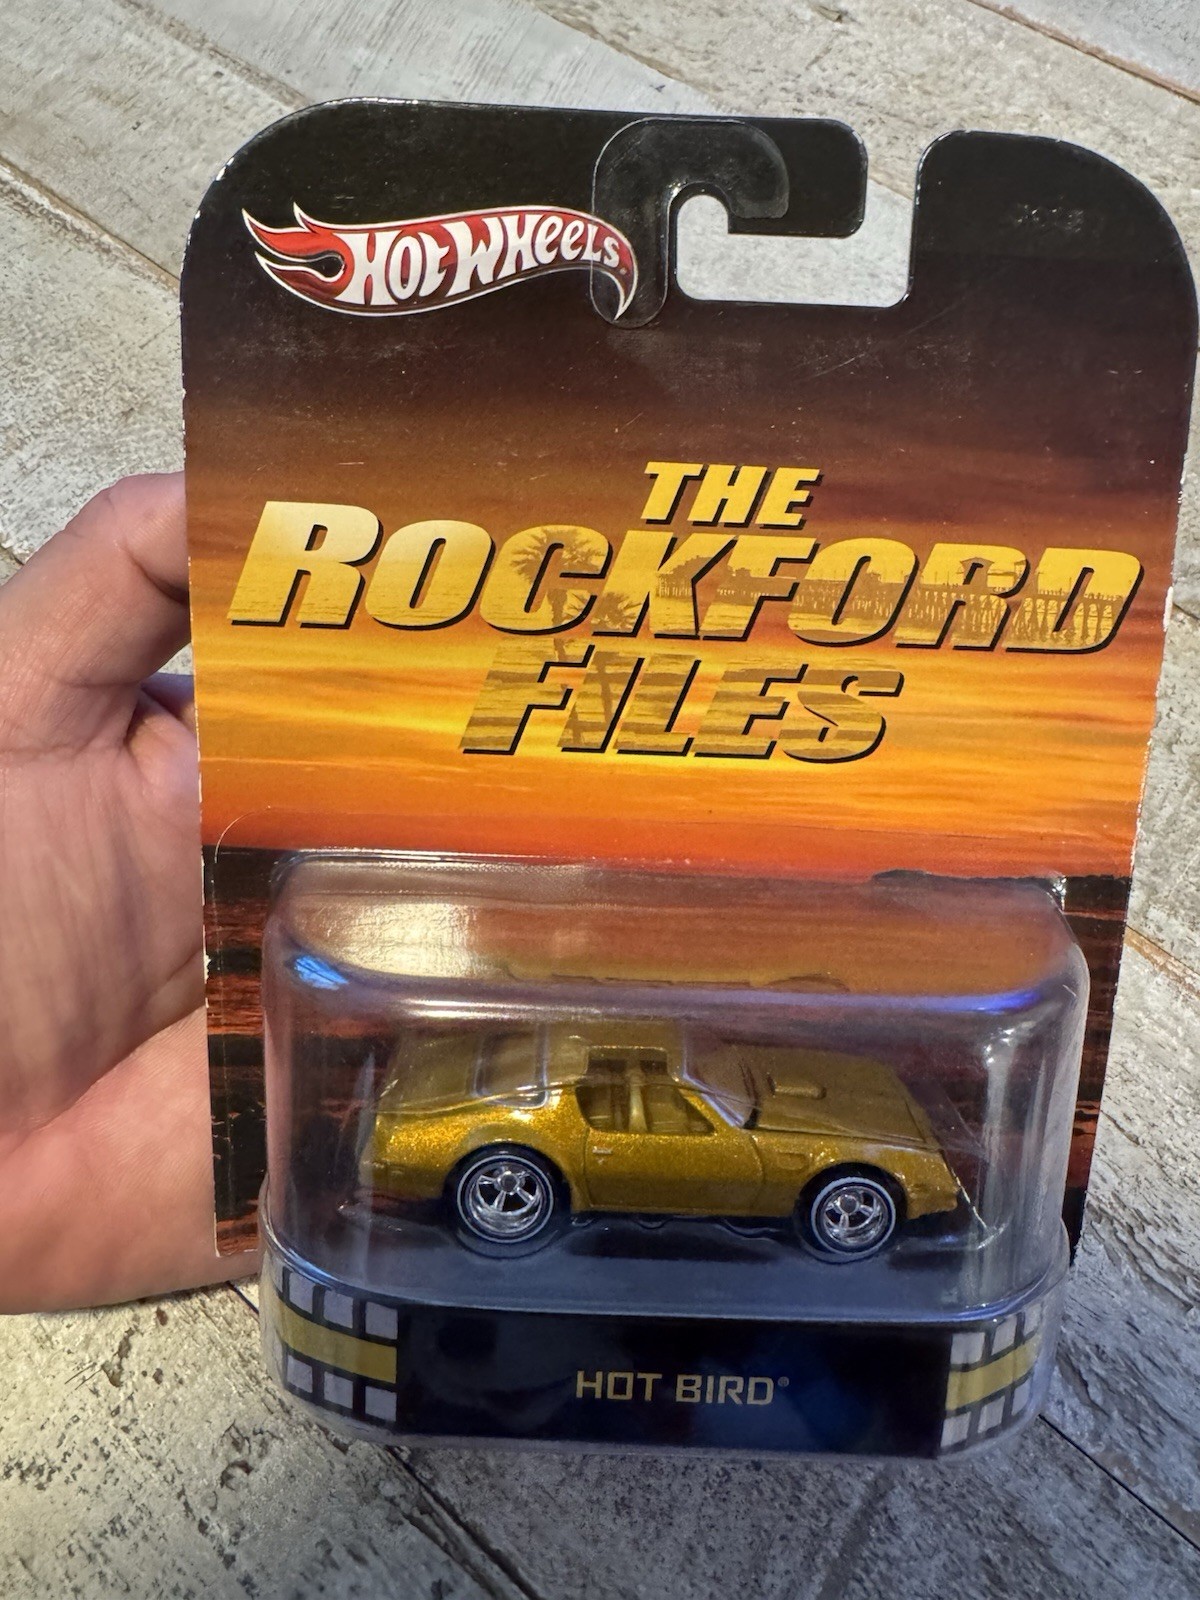 HOT WHEELS®
THE
ROCKFORD
FILES
HOT BIRD®